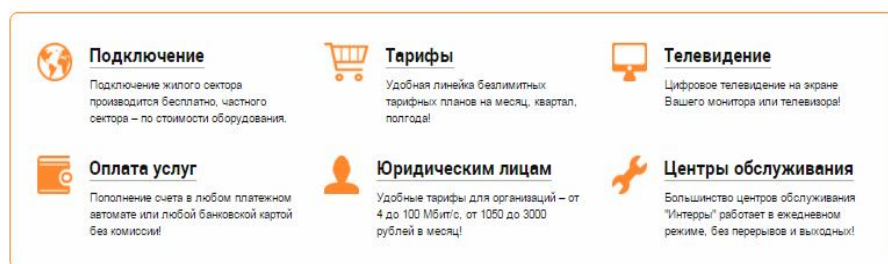 Подключение
Подключение жилого сектора
производится бесплатно, частного
сектора – по стоимости оборудования.
Тарифы
Удобная линейка безлимитных
тарифных планов на месяц, квартал,
полгода!
Телевидение
Цифровое телевидение на экране
Вашего монитора или телевизора!
Оплата услуг
Пополнение счета в любом платежном
автомате или любой банковской картой
без комиссии!
Юридическим лицам
Удобные тарифы для организаций – от
4 до 100 Мбит/с, от 1050 до 3000
рублей в месяц!
Центры обслуживания
Большинство центров обслуживания
"Интерры" работает в ежедневном
режиме, без перерывов и выходных!